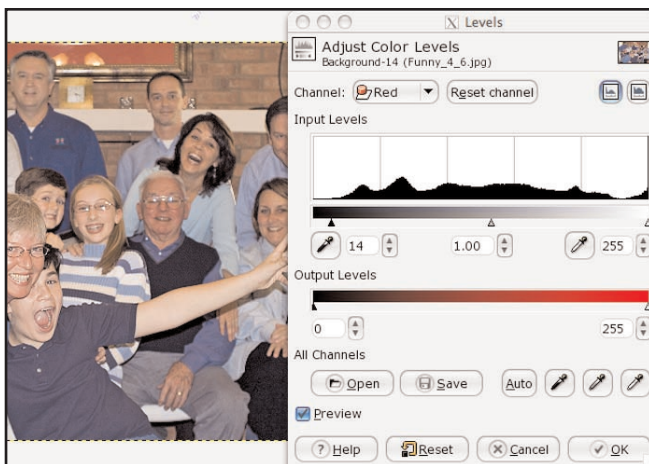 X Levels
Adjust Color Levels
Background-14 (Funny_4_6.jpg)
Channel: Red Reset channel
Input Levels
14 1.00 255
Output Levels
0 255
All Channels
Open Save Auto
Preview
Help Reset Cancel OK